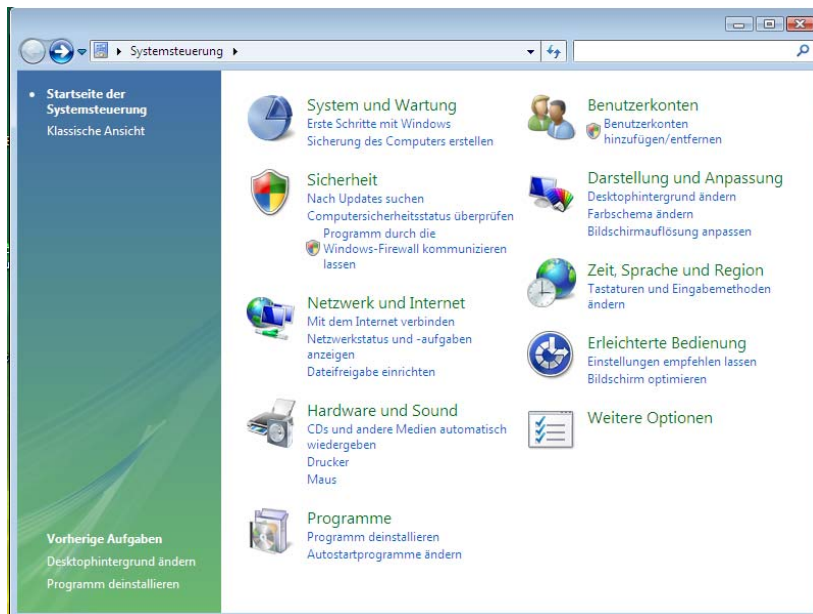 Systemsteuerung
Startseite der
Systemsteuerung
Klassische Ansicht
Vorherige Aufgaben
Desktophintergrund ändern
Programm deinstallieren
System und Wartung
Erste Schritte mit Windows
Sicherung des Computers erstellen
Sicherheit
Nach Updates suchen
Computersicherheitsstatus überprüfen
Programm durch die
Windows-Firewall kommunizieren
lassen
Netzwerk und Internet
Mit dem Internet verbinden
Netzwerkstatus und -aufgaben
anzeigen
Dateifreigabe einrichten
Hardware und Sound
CDs und andere Medien automatisch
wiedergeben
Drucker
Maus
Programme
Programm deinstallieren
Autostartprogramme ändern
Benutzerkonten
Benutzerkonten
hinzufügen/entfernen
Darstellung und Anpassung
Desktophintergrund ändern
Farbschema ändern
Bildschirmauflösung anpassen
Zeit, Sprache und Region
Tastaturen und Eingabemethoden
ändern
Erleichterte Bedienung
Einstellungen empfehlen lassen
Bildschirm optimieren
Weitere Optionen